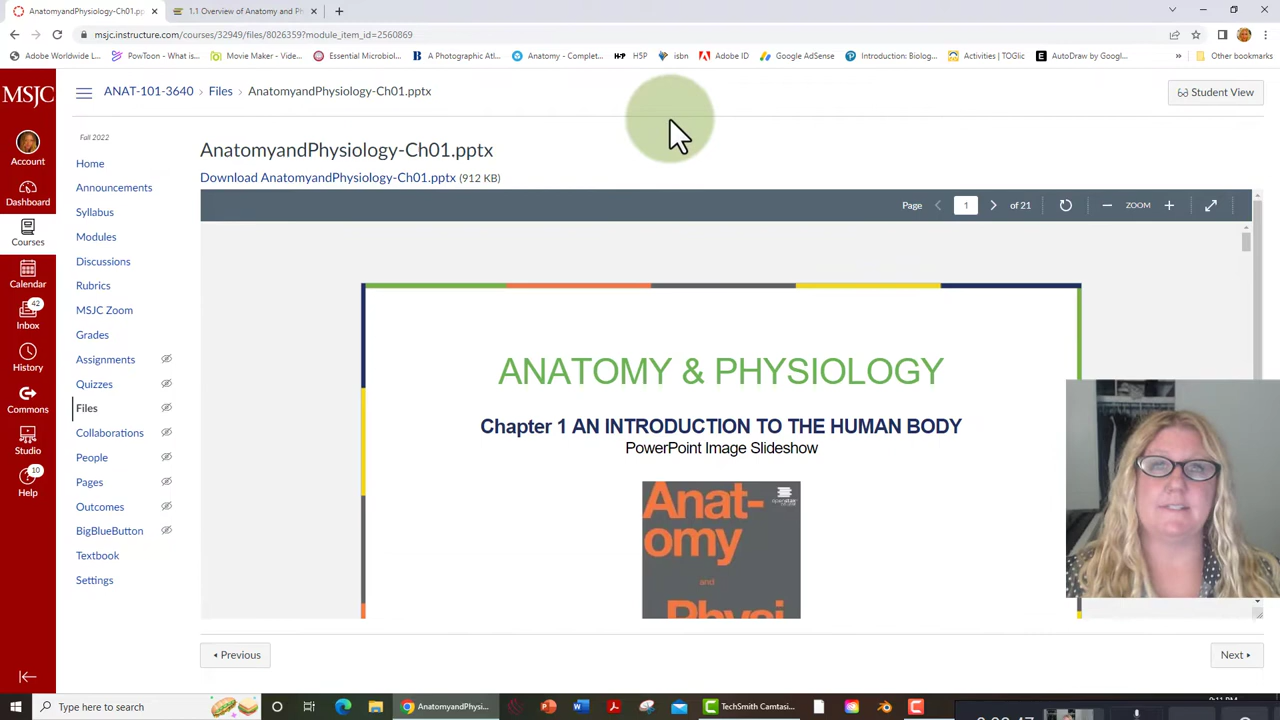 AnatomyandPhysiology-Ch01.pptx
1.1 Overview of Anatomy and Ph
msjc.instructure.com/courses/32949/files/8026359?module_item_id=2560869
Adobe Worldwide L... PowToon - What is... Movie Maker - Video... Essential Microbiol... A Photographic Atl... Anatomy - Complet... H5P isbn Adobe ID Google AdSense Introduction: Biolog... Activities | TOGlic AutoDraw by Googl... » Other bookmarks
MSJC
ANAT-101-3640 › Files › AnatomyandPhysiology-Ch01.pptx
Student View
Account
Dashboard
Courses
Calendar
42
Inbox
History
Commons
Studio
10
Help
Fall 2022
Home
Announcements
Syllabus
Modules
Discussions
Rubrics
MSJC Zoom
Grades
Assignments
Quizzes
Files
Collaborations
People
Pages
Outcomes
BigBlueButton
Textbook
Settings
AnatomyandPhysiology-Ch01.pptx
Download AnatomyandPhysiology-Ch01.pptx (912 KB)
Page 1 of 21 ZOOM
ANATOMY & PHYSIOLOGY
Chapter 1 AN INTRODUCTION TO THE HUMAN BODY
PowerPoint Image Slideshow
Anat-
omy
and
Physi
openstax
Previous
Next
Type here to search
AnatomyandPhysi...
TechSmith Camtasi...